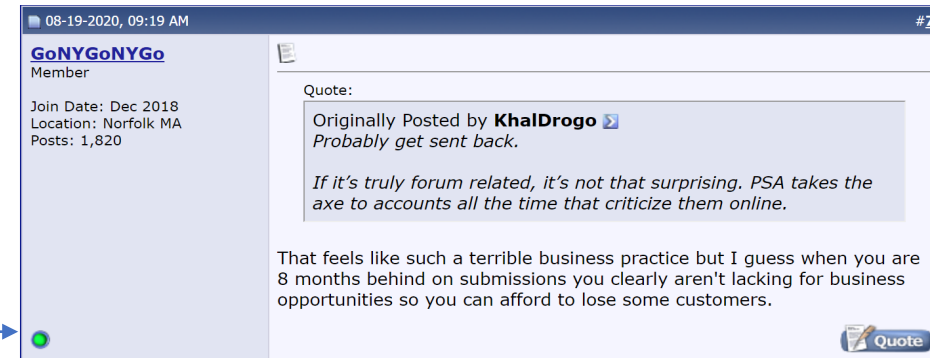 08-19-2020, 09:19 AM
GoNYGoNYGo
Member
Join Date: Dec 2018
Location: Norfolk MA
Posts: 1,820
Quote:
Originally Posted by KhalDrogo
Probably get sent back.
If it’s truly forum related, it’s not that surprising. PSA takes the
axe to accounts all the time that criticize them online.
That feels like such a terrible business practice but I guess when you are
8 months behind on submissions you clearly aren't lacking for business
opportunities so you can afford to lose some customers.
Quote